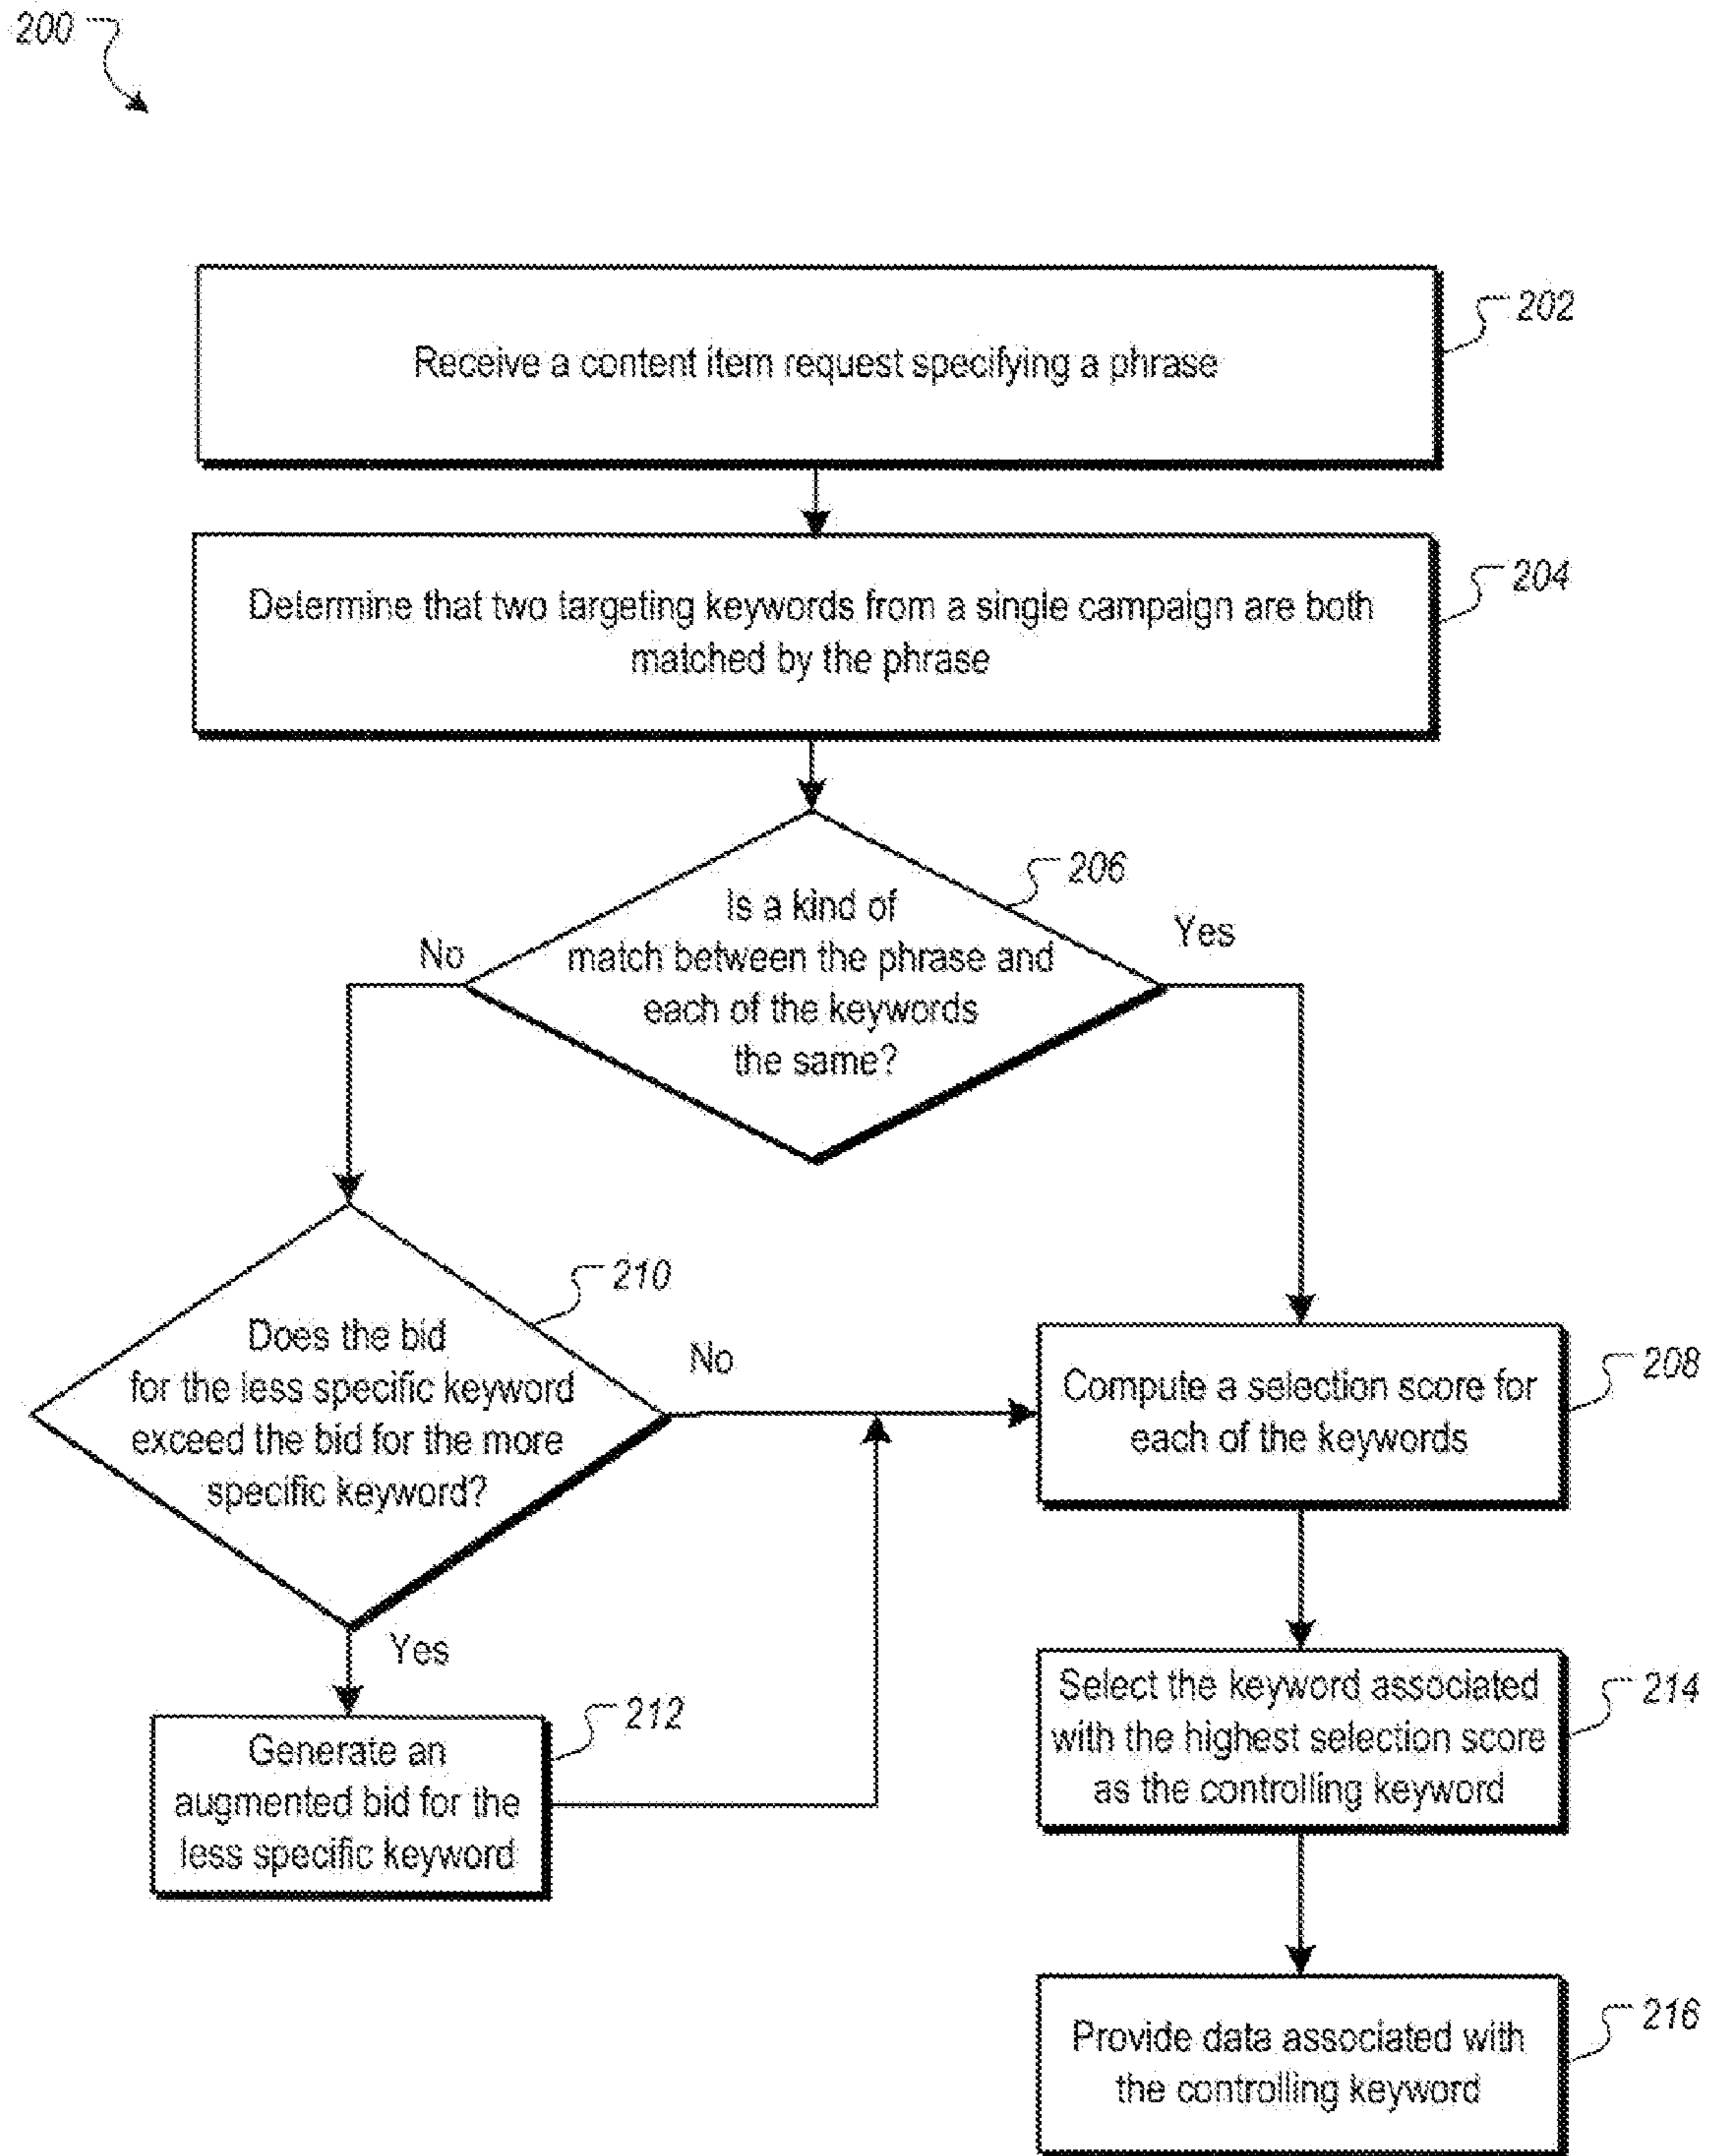 200
202
Receive a content item request specifying a phrase
204
Determine that two targeting keywords from a single campaign are both
matched by the phrase
206
Is a kind of
match between the phrase and
each of the keywords
the same?
No
Yes
210
Does the bid
for the less specific keyword
exceed the bid for the more
specific keyword?
No
Yes
208
Compute a selection score for
each of the keywords
212
Generate an
augmented bid for the
less specific keyword
214
Select the keyword associated
with the highest selection score
as the controlling keyword
216
Provide data associated with
the controlling keyword